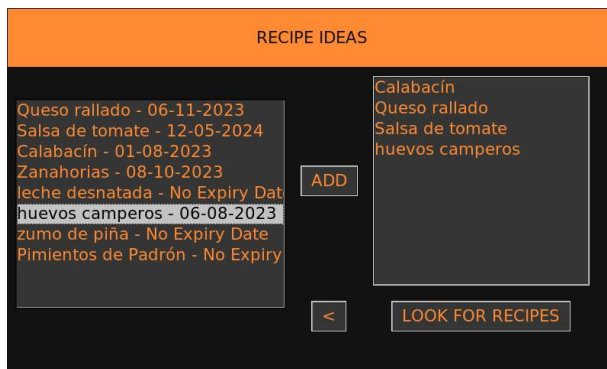 RECIPE IDEAS
Queso rallado - 06-11-2023
Salsa de tomate - 12-05-2024
Calabacín - 01-08-2023
Zanahorias - 08-10-2023
leche desnatada - No Expiry Dat
huevos camperos - 06-08-2023
zumo de piña - No Expiry Date
Pimientos de Padrón - No Expiry
ADD
Calabacín
Queso rallado
Salsa de tomate
huevos camperos
<
LOOK FOR RECIPES